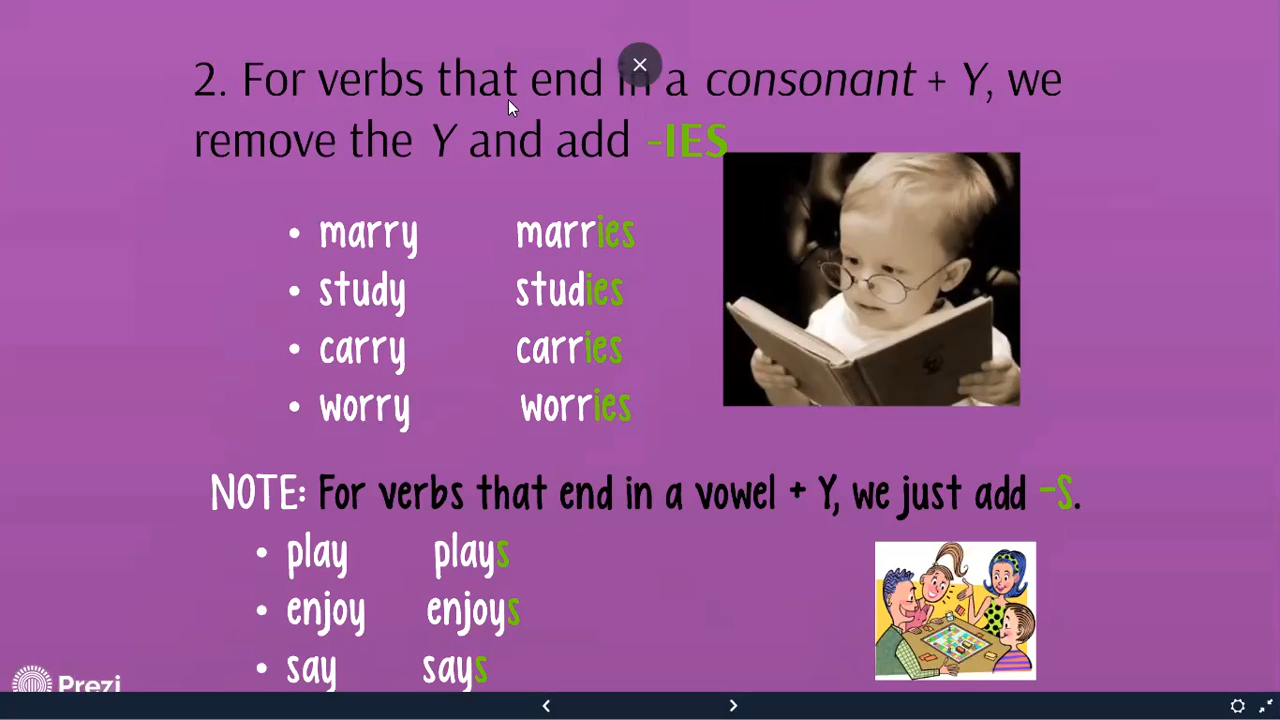 2. For verbs that end in a consonant + Y, we
remove the Y and add -IES
• marry marries
• study studies
• carry carries
• worry worries
NOTE: For verbs that end in a vowel + Y, we just add -S.
• play plays
• enjoy enjoys
• say says
Prezi